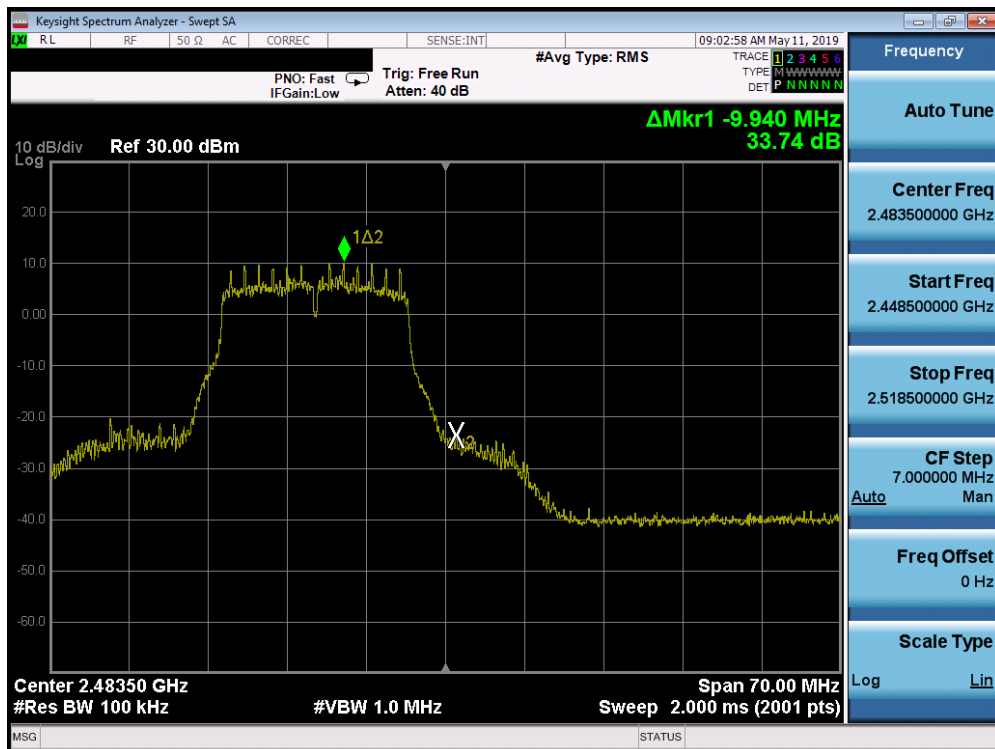 Keysight Spectrum Analyzer - Swept SA
LXI RL RF 50 Ω AC CORREC SENSE:INT 09:02:58 AM May 11, 2019
#Avg Type: RMS TRACE 1 2 3 4 5 6
PNO: Fast Trig: Free Run TYPE M WWWWW
IFGain:Low Atten: 40 dB DET P N N N N N
ΔMkr1 -9.940 MHz
33.74 dB
10 dB/div Ref 30.00 dBm
Log
20.0
1Δ2
10.0
0.00
-10.0
-20.0
X2
-30.0
-40.0
-50.0
-60.0
Center 2.48350 GHz Span 70.00 MHz
#Res BW 100 kHz #VBW 1.0 MHz Sweep 2.000 ms (2001 pts)
MSG STATUS
Frequency
Auto Tune
Center Freq
2.483500000 GHz
Start Freq
2.448500000 GHz
Stop Freq
2.518500000 GHz
CF Step
7.000000 MHz
Auto Man
Freq Offset
0 Hz
Scale Type
Log Lin